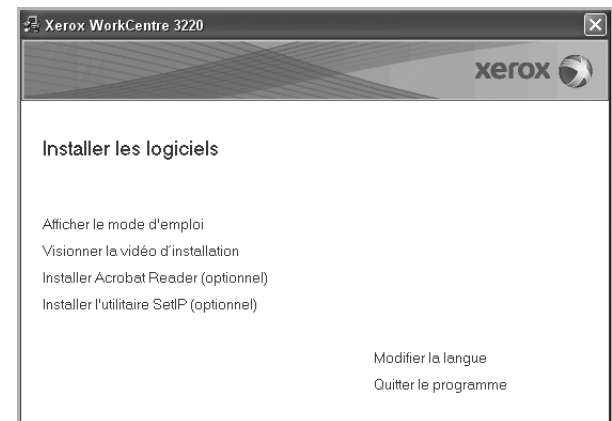 Xerox WorkCentre 3220
xerox
Installer les logiciels
Afficher le mode d'emploi
Visionner la vidéo d'installation
Installer Acrobat Reader (optionnel)
Installer l'utilitaire SetIP (optionnel)
Modifier la langue
Quitter le programme